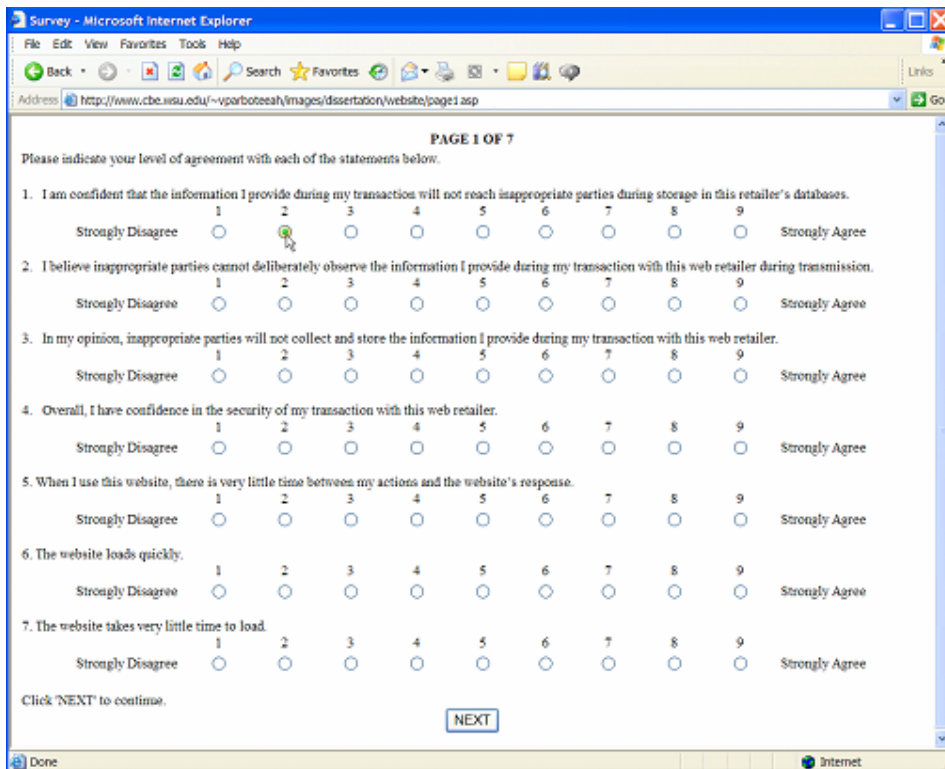 Survey - Microsoft Internet Explorer
File Edit View Favorites Tools Help
Back Search Favorites Links
Address http://www.cbe.wsu.edu/~vparboteeah/images/dissertation/website/page1.asp Go
PAGE 1 OF 7
Please indicate your level of agreement with each of the statements below.
1. I am confident that the information I provide during my transaction will not reach inappropriate parties during storage in this retailer's databases.
1 2 3 4 5 6 7 8 9
Strongly Disagree Strongly Agree
2. I believe inappropriate parties cannot deliberately observe the information I provide during my transaction with this web retailer during transmission.
1 2 3 4 5 6 7 8 9
Strongly Disagree Strongly Agree
3. In my opinion, inappropriate parties will not collect and store the information I provide during my transaction with this web retailer.
1 2 3 4 5 6 7 8 9
Strongly Disagree Strongly Agree
4. Overall, I have confidence in the security of my transaction with this web retailer.
1 2 3 4 5 6 7 8 9
Strongly Disagree Strongly Agree
5. When I use this website, there is very little time between my actions and the website's response.
1 2 3 4 5 6 7 8 9
Strongly Disagree Strongly Agree
6. The website loads quickly.
1 2 3 4 5 6 7 8 9
Strongly Disagree Strongly Agree
7. The website takes very little time to load.
1 2 3 4 5 6 7 8 9
Strongly Disagree Strongly Agree
Click 'NEXT' to continue.
NEXT
Done Internet